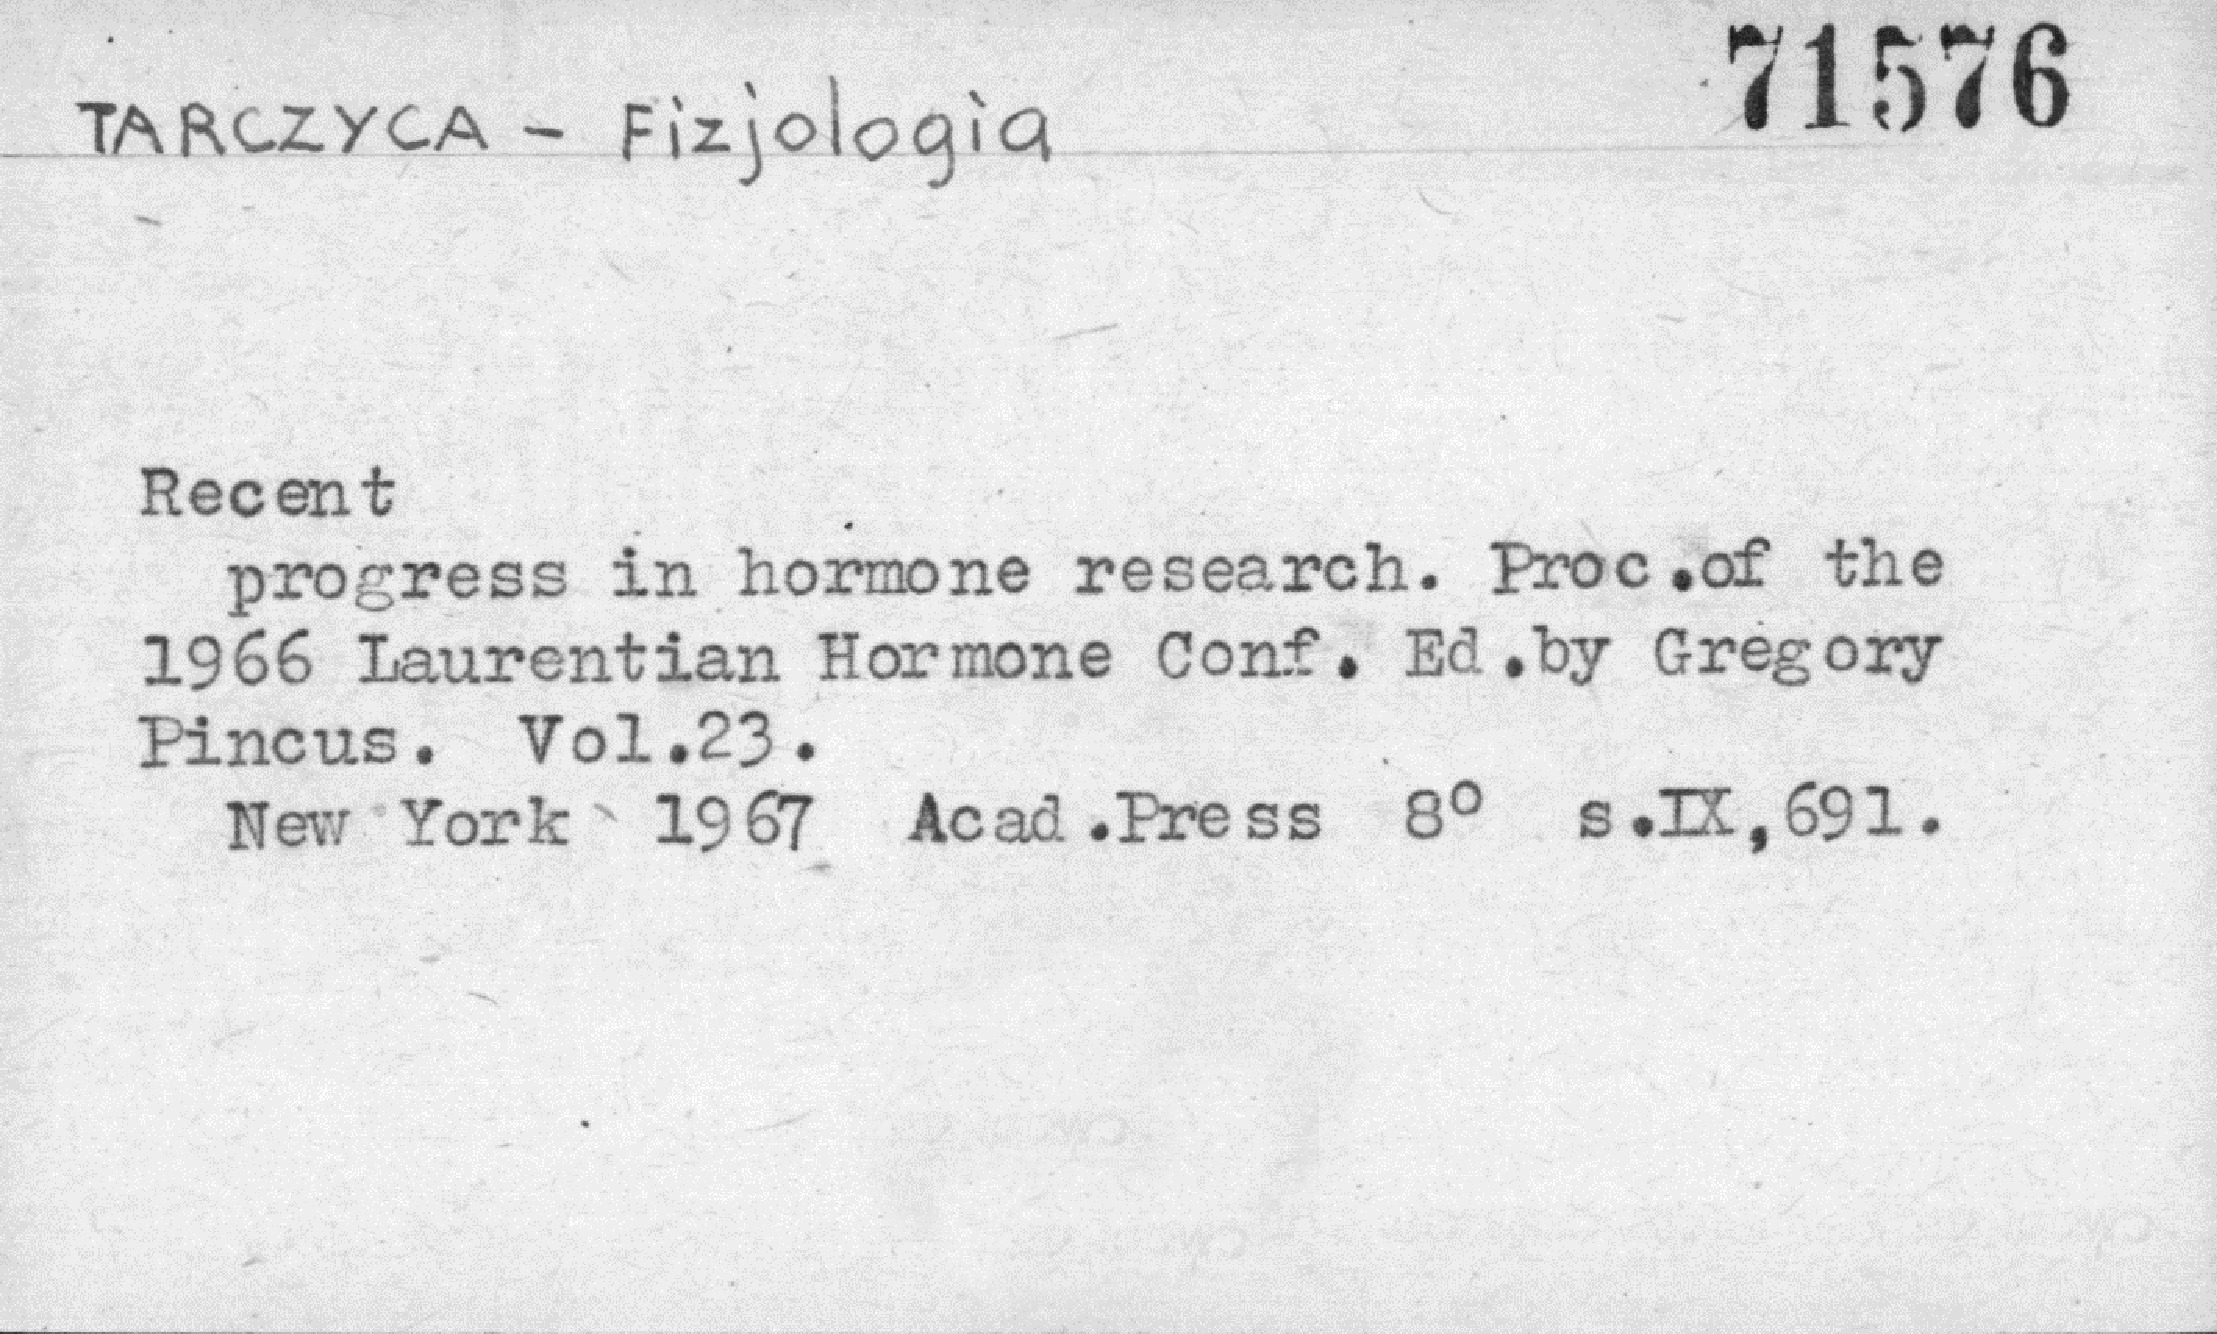 71576
TARCZYCA - Fizjologia
Recent
progress in hormone research. Proc.of the
1966 Laurentian Hormone Conf. Ed.by Gregory
Pincus. Vol.23.
New York 1967 Acad.Press 8° s.IX,691.